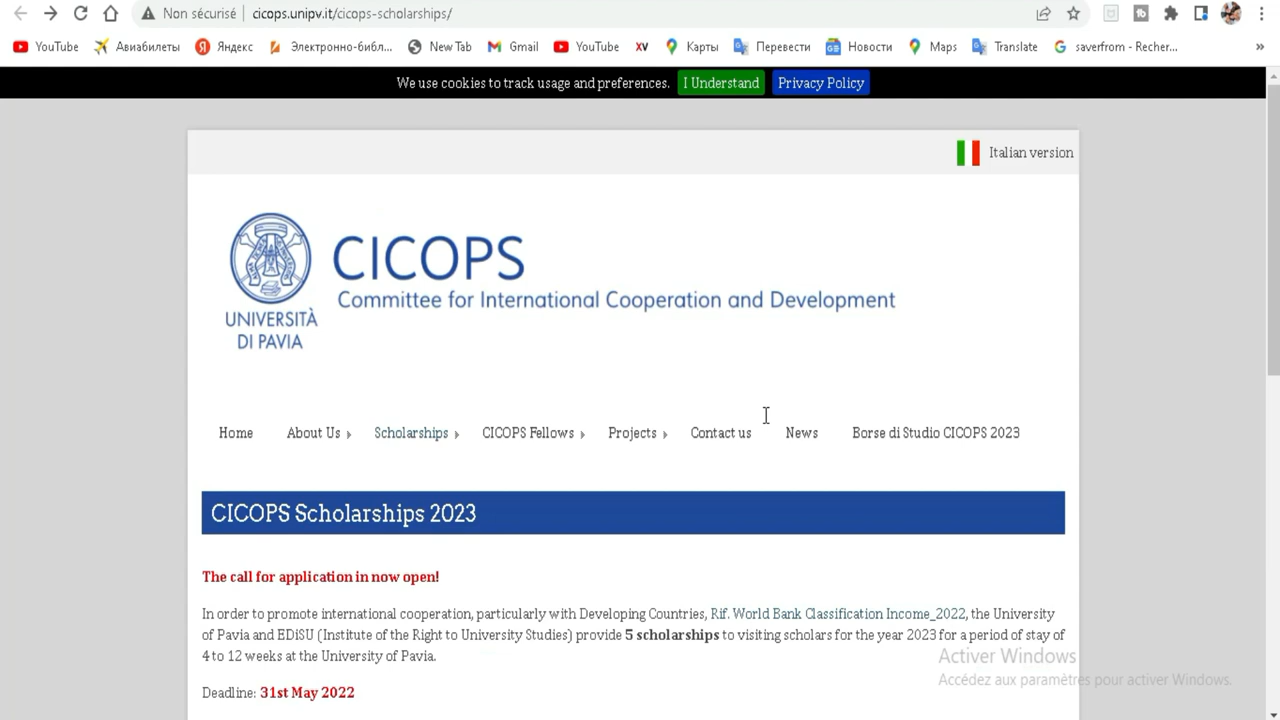 Non sécurisé cicops.unipv.it/cicops-scholarships/
YouTube Авиабилеты Яндекс Электронно-библ... New Tab Gmail YouTube XV Карты Перевести Новости Maps Translate saverfrom - Recher... »
We use cookies to track usage and preferences. I Understand Privacy Policy
Italian version
CICOPS
Committee for International Cooperation and Development
UNIVERSITÀ
DI PAVIA
Home About Us Scholarships CICOPS Fellows Projects Contact us News Borse di Studio CICOPS 2023
CICOPS Scholarships 2023
The call for application in now open!
In order to promote international cooperation, particularly with Developing Countries, Rif. World Bank Classification Income_2022, the University
of Pavia and EDiSU (Institute of the Right to University Studies) provide 5 scholarships to visiting scholars for the year 2023 for a period of stay of
4 to 12 weeks at the University of Pavia.
Activer Windows
Accédez aux paramètres pour activer Windows.
Deadline: 31st May 2022